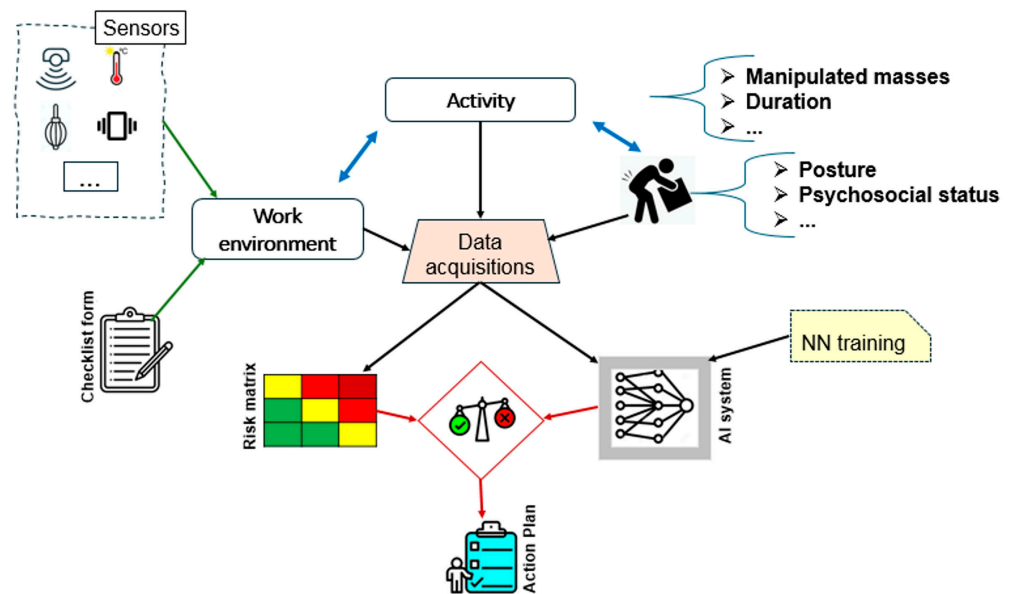 Sensors
°C
...
Activity
Manipulated masses
Duration
...
Posture
Psychosocial status
...
Work
environment
Data
acquisitions
Checklist form
NN training
Risk matrix
AI system
Action Plan